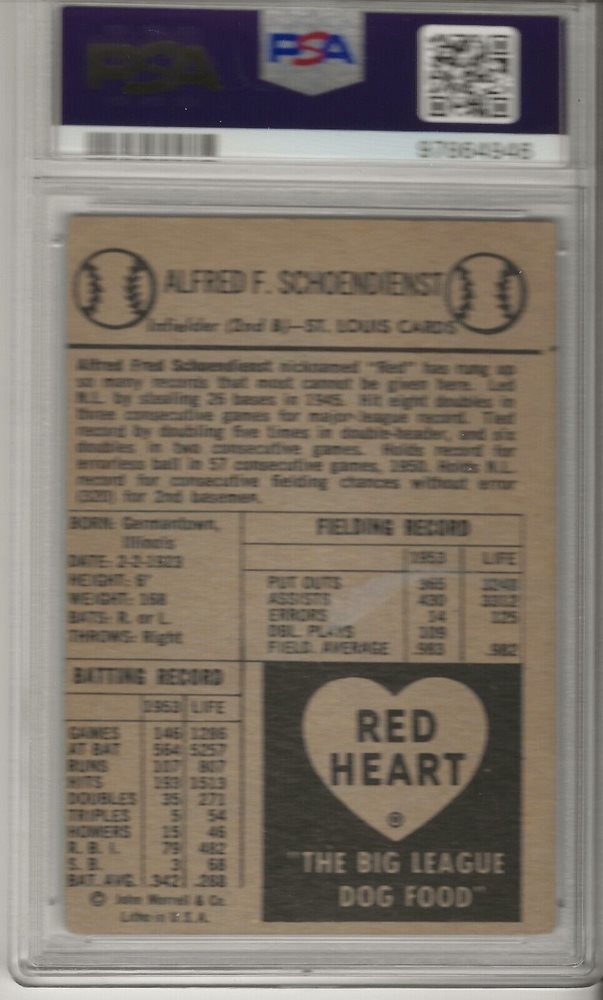 PSA
PSA
97864946
ALFRED F. SCHOENDIENST
Infielder (2nd B)—ST. LOUIS CARDS
Alfred Fred Schoendienst nicknamed "Red" has rung up
so many records that most cannot be given here. Led
N.L. by stealing 26 bases in 1945. Hit eight doubles in
three consecutive games for major-league record. Tied
record by doubling five times in double-header, and six
doubles in two consecutive games. Holds record for
errorless ball in 57 consecutive games, 1950. Holds N.L.
record for consecutive fielding chances without error
(320) for 2nd basemen.
BORN: Germantown,
Illinois
DATE: 2-2-1923
HEIGHT: 6'
WEIGHT: 168
BATS: R. or L.
THROWS: Right
FIELDING RECORD
1953 LIFE
PUT OUTS 365 3240
ASSISTS 430 3312
ERRORS 14 125
DBL. PLAYS 109
FIELD. AVERAGE .983 .982
BATTING RECORD
1953 LIFE
GAMES 146 1286
AT BAT 564 5257
RUNS 107 807
HITS 193 1513
DOUBLES 35 271
TRIPLES 5 54
HOMERS 15 46
R. B. I. 79 482
S. B. 3 68
BAT. AVG. .342 .288
© John Morrell & Co.
Litho in U.S.A.
RED
HEART
®
"THE BIG LEAGUE
DOG FOOD"